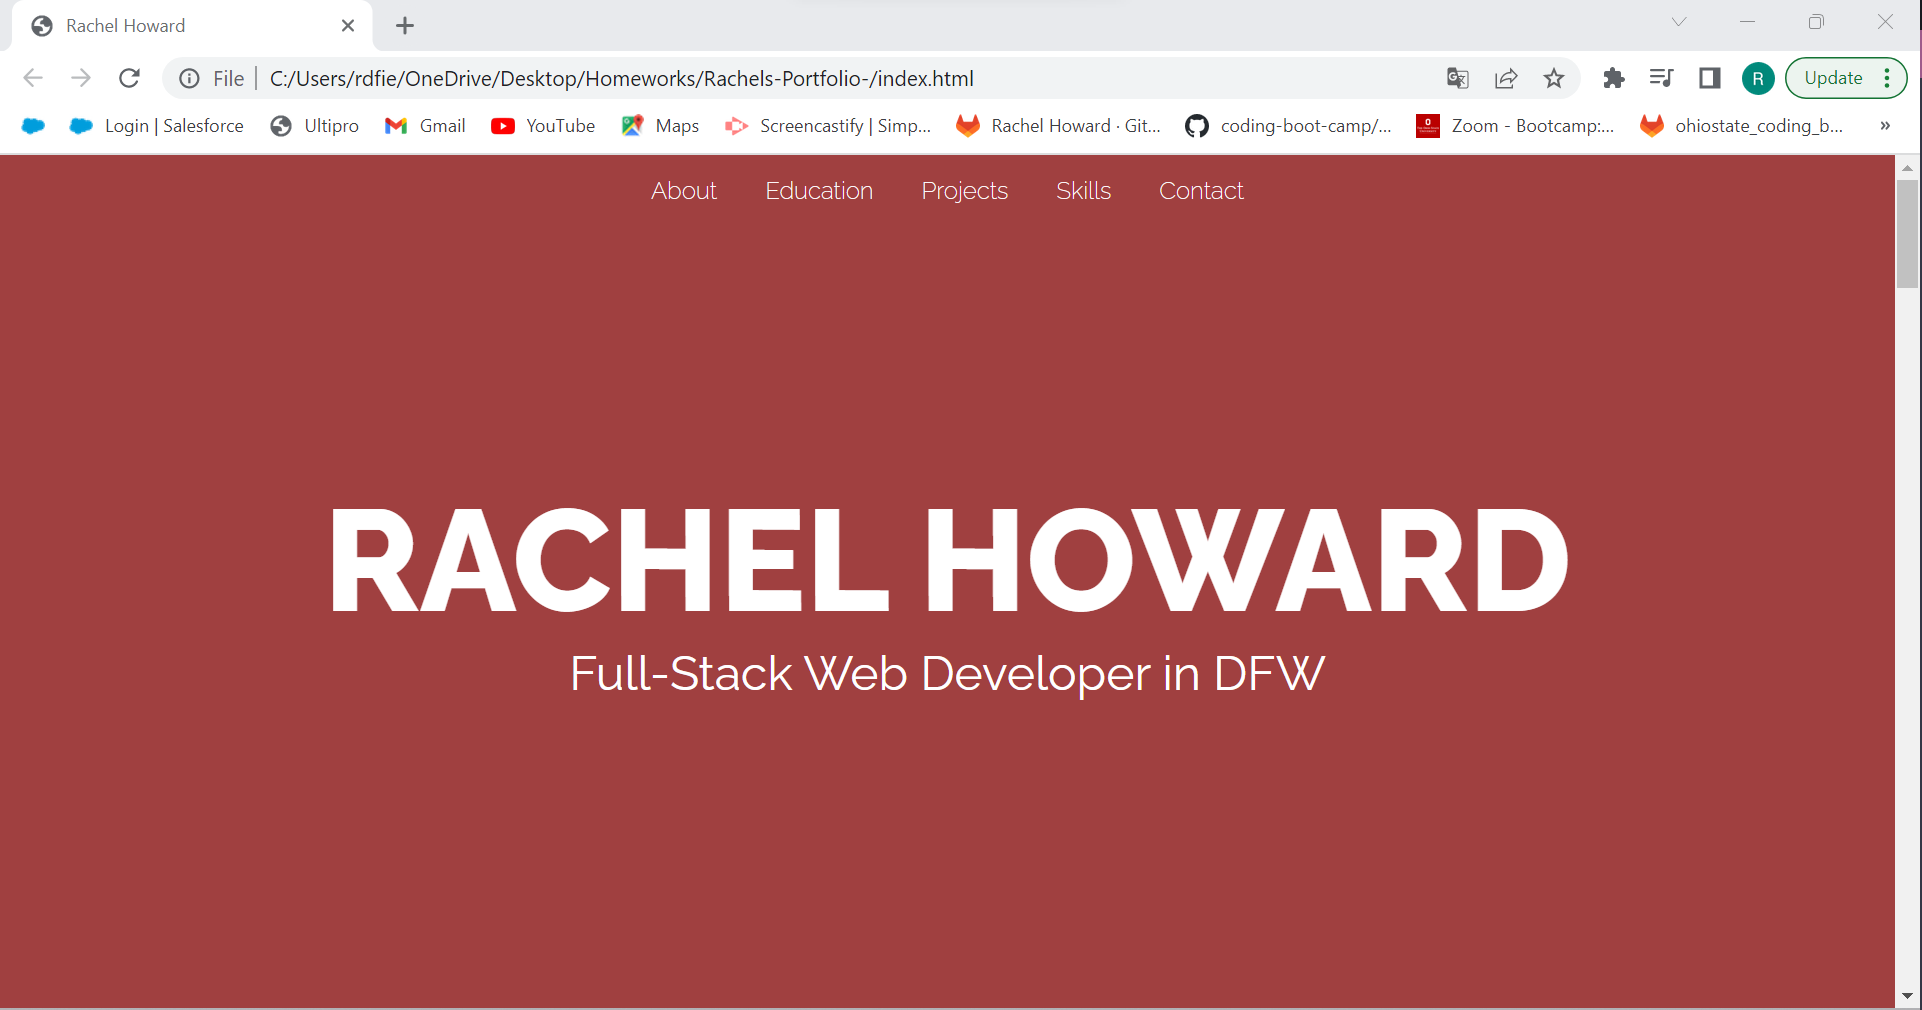 Rachel Howard
File C:/Users/rdfie/OneDrive/Desktop/Homeworks/Rachels-Portfolio-/index.html R Update
Login | Salesforce Ultipro Gmail YouTube Maps Screencastify | Simp... Rachel Howard · Git... coding-boot-camp/... Zoom - Bootcamp:... ohiostate_coding_b... »
About Education Projects Skills Contact
RACHEL HOWARD
Full-Stack Web Developer in DFW